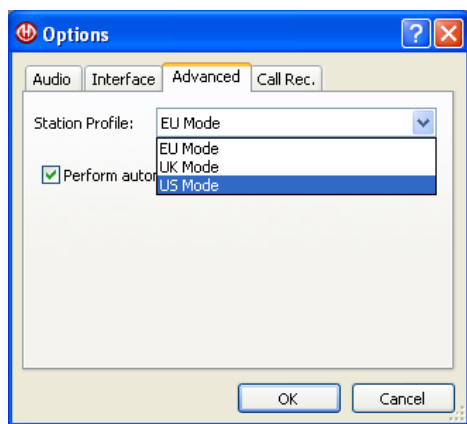 Options
Audio Interface Advanced Call Rec.
Station Profile: EU Mode
EU Mode
UK Mode
Perform
US Mode
OK Cancel